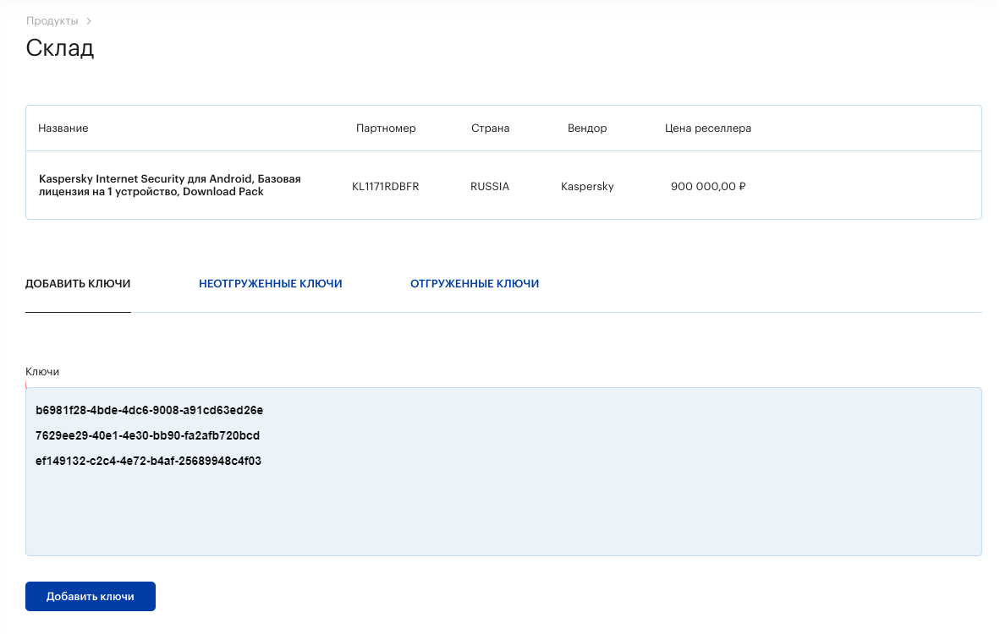 Продукты
Склад
Название Партномер Страна Вендор Цена реселлера
Kaspersky Internet Security для Android, Базовая
лицензия на 1 устройство, Download Pack
KL1171RDBFR RUSSIA Kaspersky 900 000,00 ₽
ДОБАВИТЬ КЛЮЧИ НЕОТГРУЖЕННЫЕ КЛЮЧИ ОТГРУЖЕННЫЕ КЛЮЧИ
Ключи
b6981f28-4bde-4dc6-9008-a91cd63ed26e
7629ee29-40e1-4e30-bb90-fa2afb720bcd
ef149132-c2c4-4e72-b4af-25689948c4f03
Добавить ключи